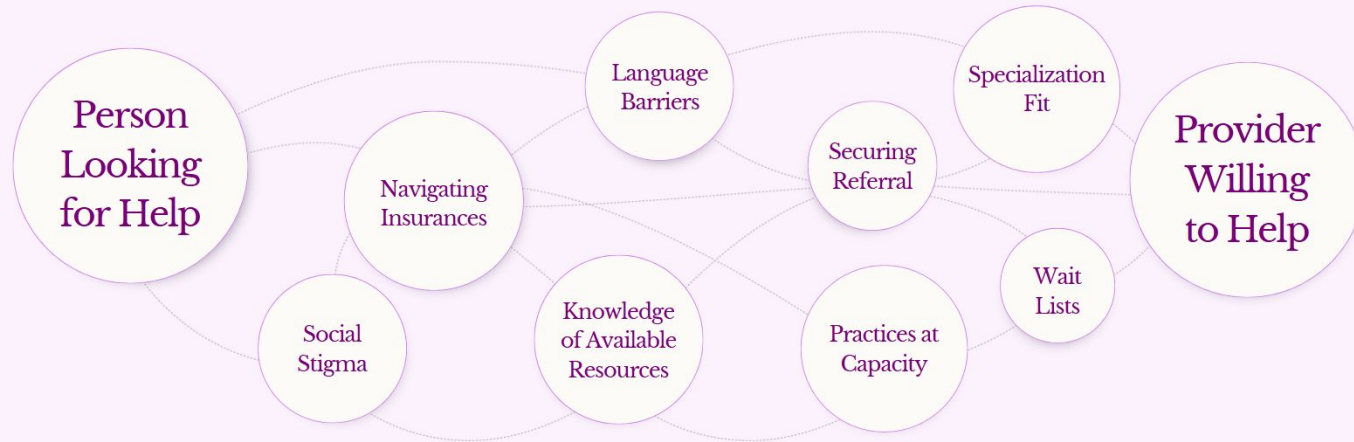 Person
Looking
for Help
Navigating
Insurances
Social
Stigma
Language
Barriers
Knowledge
of Available
Resources
Securing
Referral
Practices at
Capacity
Specialization
Fit
Wait
Lists
Provider
Willing
to Help